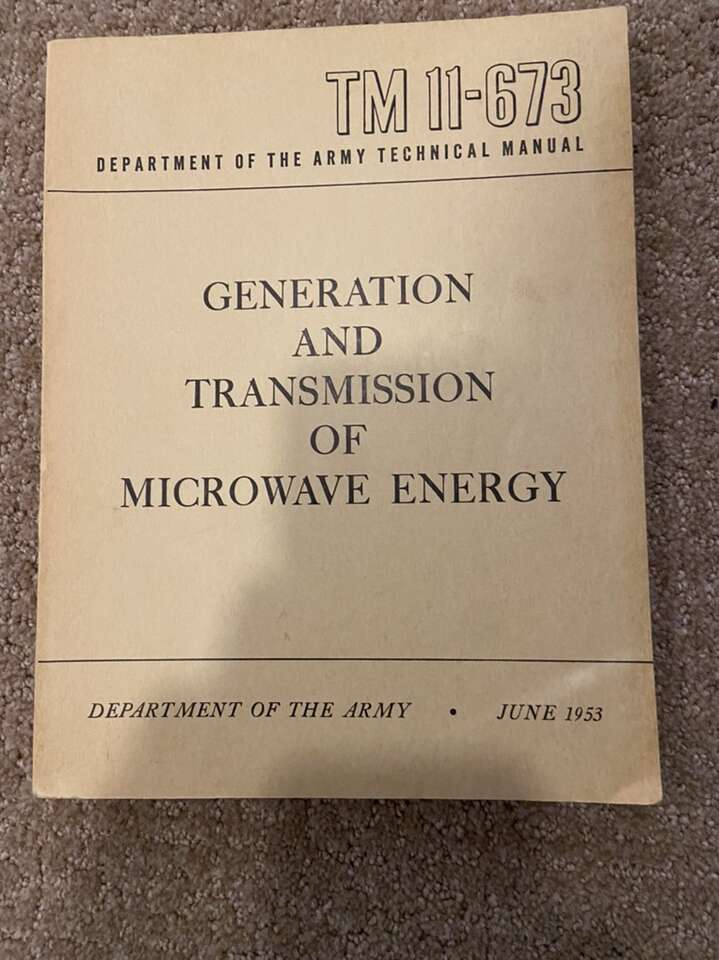 TM 11-673
DEPARTMENT OF THE ARMY TECHNICAL MANUAL
GENERATION
AND
TRANSMISSION
OF
MICROWAVE ENERGY
DEPARTMENT OF THE ARMY • JUNE 1953